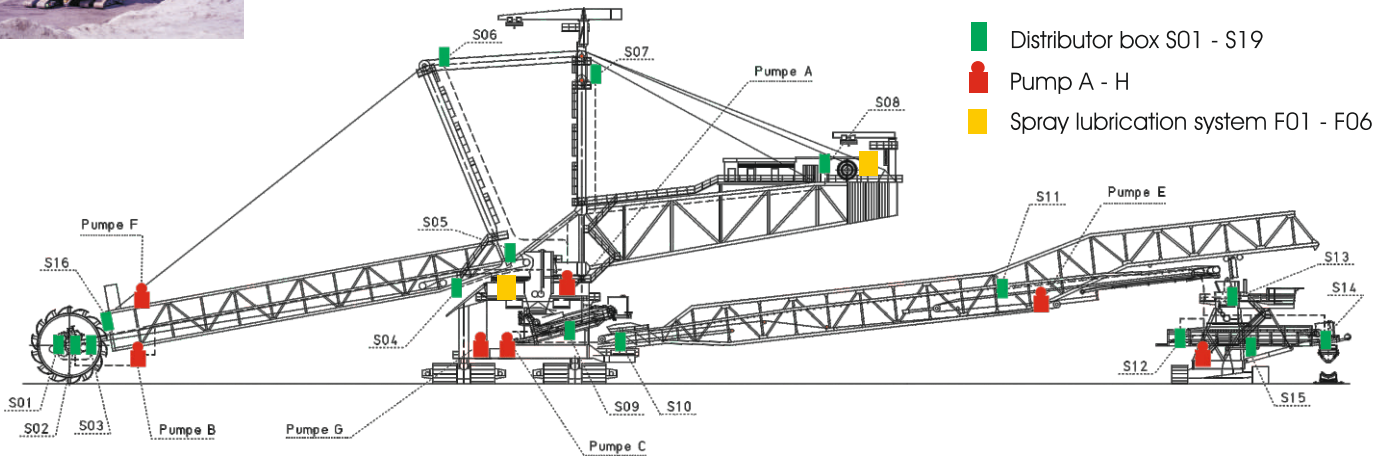 S06
S07
Pumpe A
Distributor box S01 - S19
Pump A - H
Spray lubrication system F01 - F06
S08
S11
Pumpe E
S05
Pumpe F
S16
S13
S14
S04
S12
S15
S01
S02
S03
Pumpe B
Pumpe G
S09
S10
Pumpe C